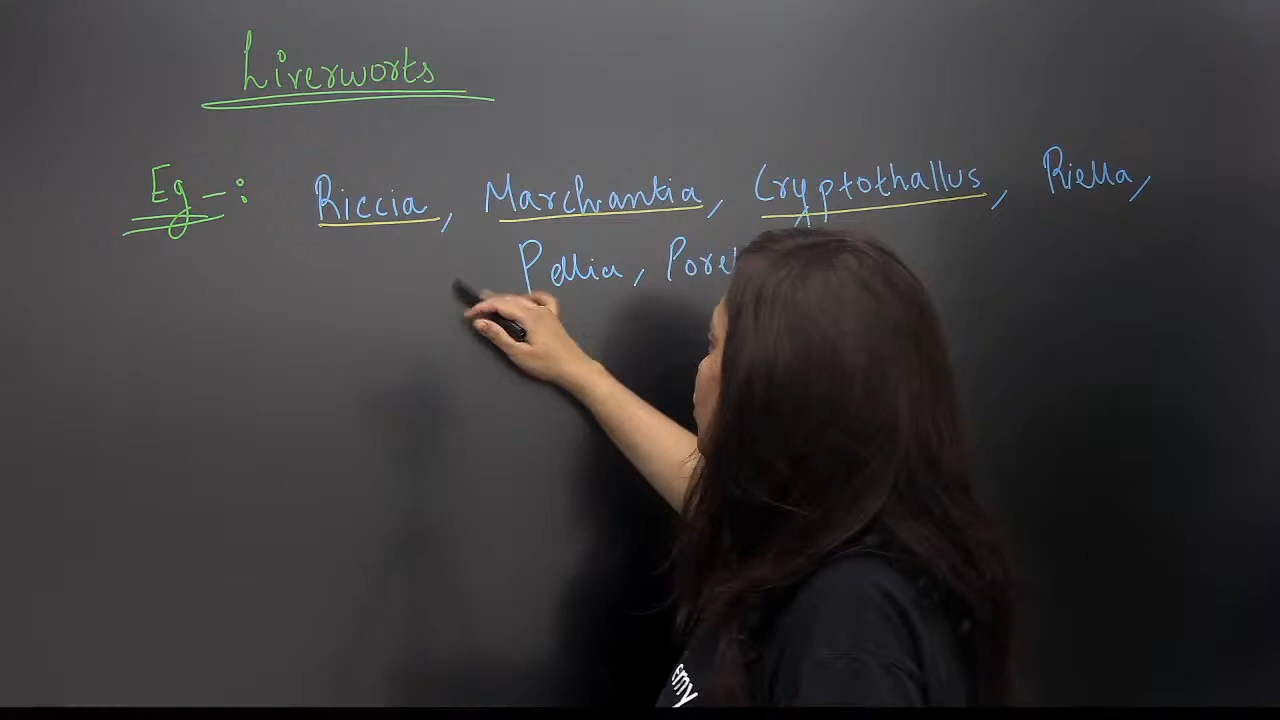 Liverworts
Eg -: Riccia, Marchantia, Cryptothallus, Riella,
Pellia,